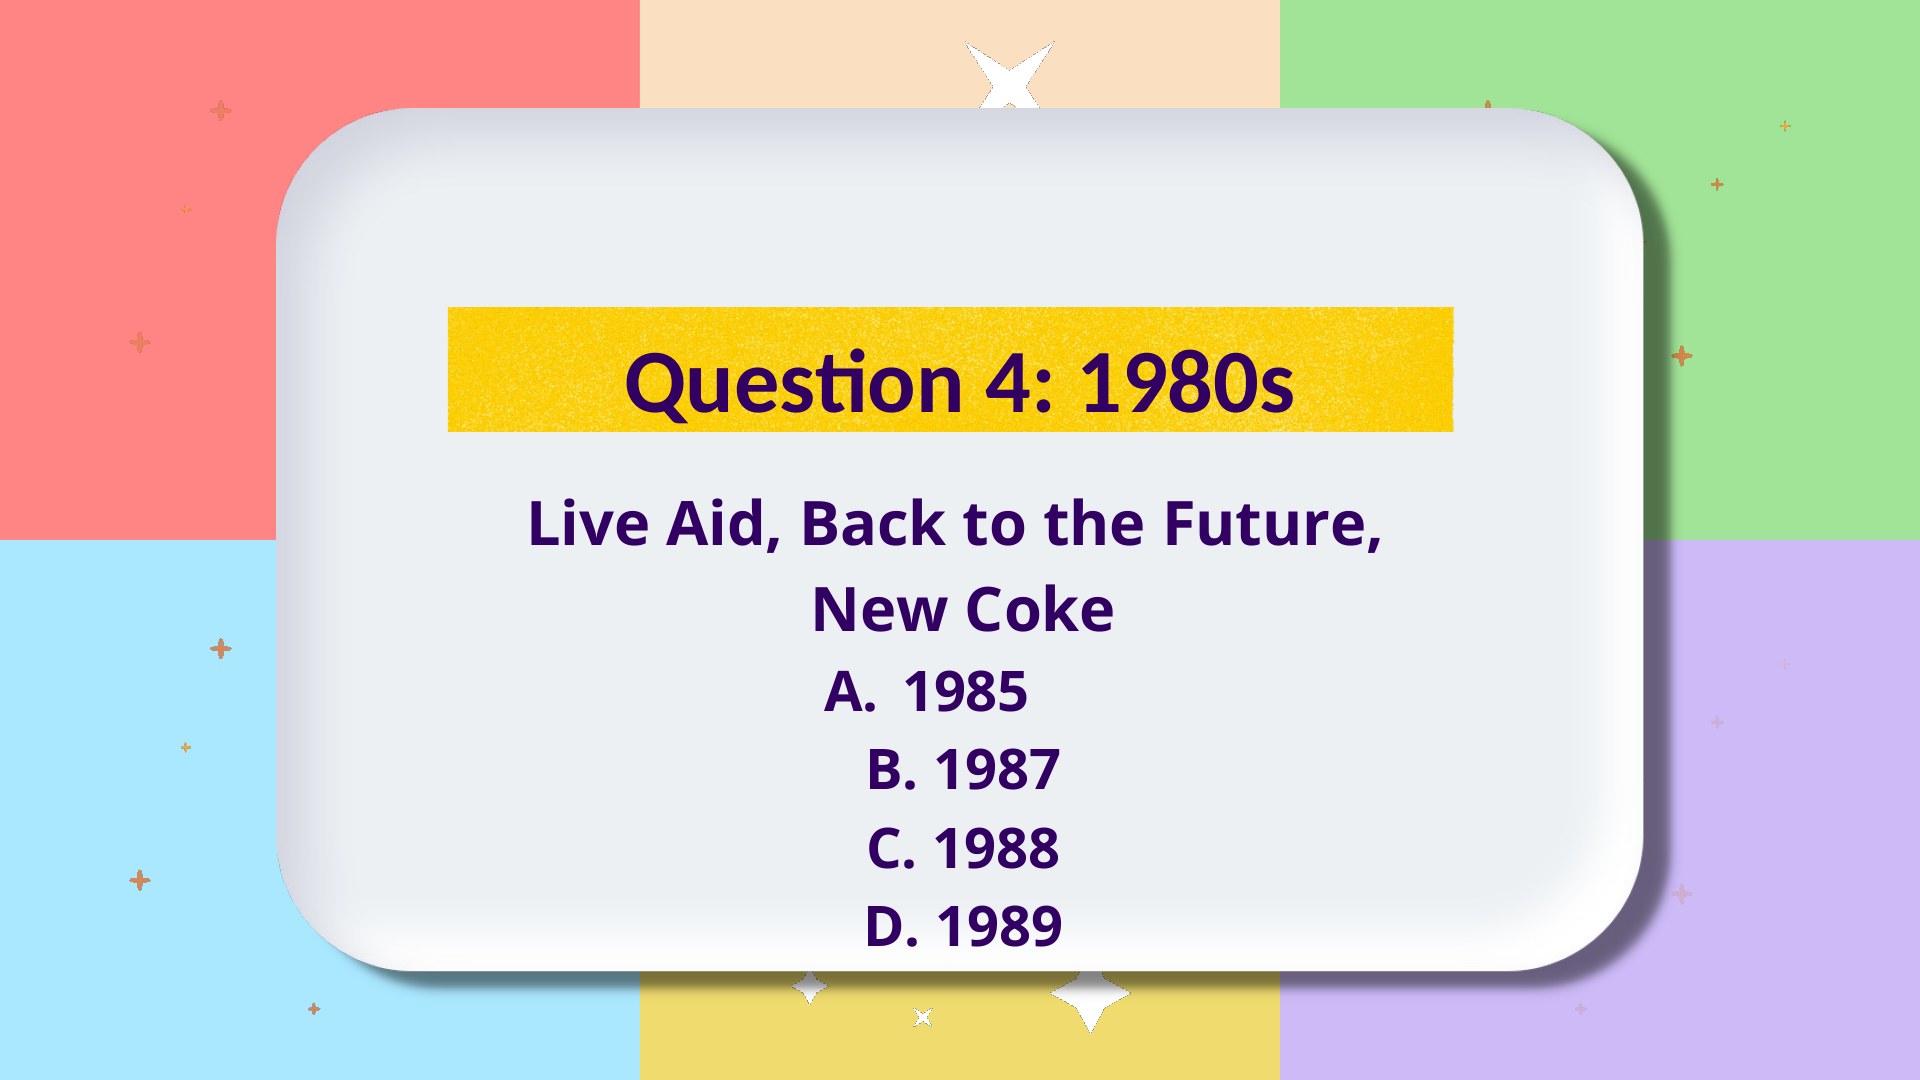 Question 4: 1980s
Live Aid, Back to the Future,
New Coke
A. 1985
B. 1987
C. 1988
D. 1989